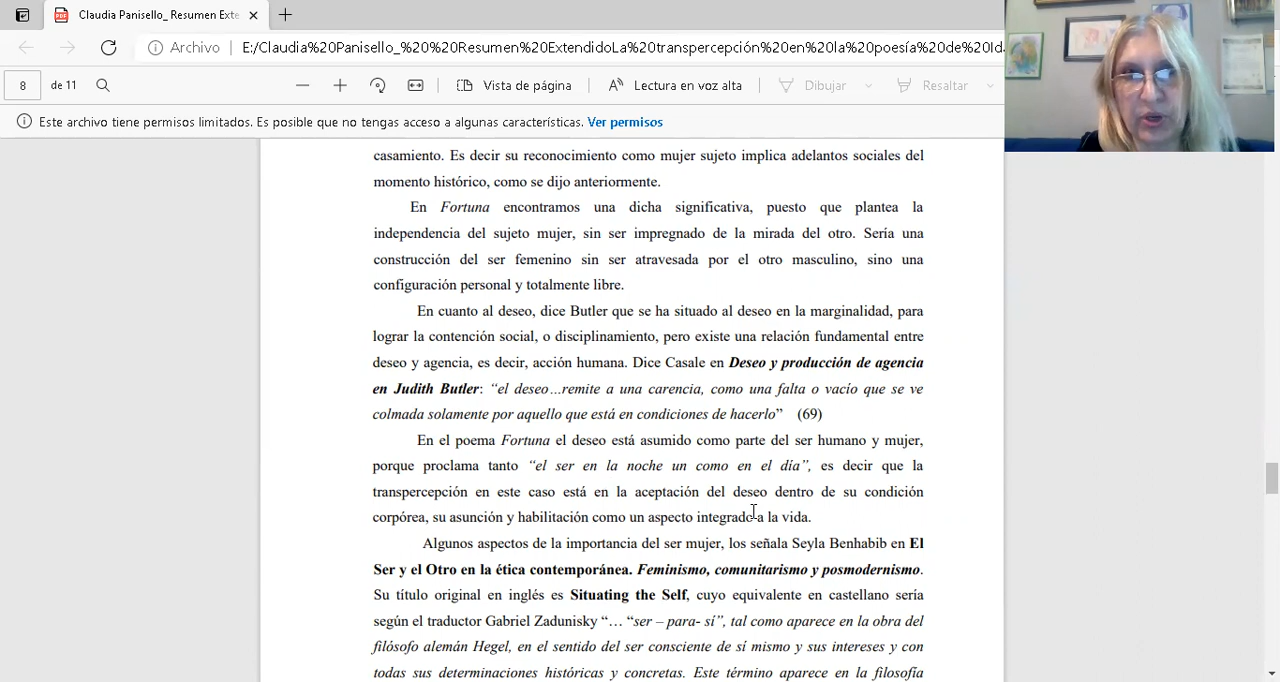 Claudia Panisello_ Resumen Exte
Archivo
E:/Claudia%20Panisello_%20%20Resumen%20ExtendidoLa%20transpercepción%20en%20la%20poesía%20de%20Id.
8 de 11
Vista de página
Lectura en voz alta
Dibujar
Resaltar
Este archivo tiene permisos limitados. Es posible que no tengas acceso a algunas características. Ver permisos
casamiento. Es decir su reconocimiento como mujer sujeto implica adelantos sociales del
momento histórico, como se dijo anteriormente.
En Fortuna encontramos una dicha significativa, puesto que plantea la
independencia del sujeto mujer, sin ser impregnado de la mirada del otro. Sería una
construcción del ser femenino sin ser atravesada por el otro masculino, sino una
configuración personal y totalmente libre.
En cuanto al deseo, dice Butler que se ha situado al deseo en la marginalidad, para
lograr la contención social, o disciplinamiento, pero existe una relación fundamental entre
deseo y agencia, es decir, acción humana. Dice Casale en Deseo y producción de agencia
en Judith Butler: “el deseo…remite a una carencia, como una falta o vacío que se ve
colmada solamente por aquello que está en condiciones de hacerlo” (69)
En el poema Fortuna el deseo está asumido como parte del ser humano y mujer,
porque proclama tanto “el ser en la noche un como en el día”, es decir que la
transpercepción en este caso está en la aceptación del deseo dentro de su condición
corpórea, su asunción y habilitación como un aspecto integrado a la vida.
Algunos aspectos de la importancia del ser mujer, los señala Seyla Benhabib en El
Ser y el Otro en la ética contemporánea. Feminismo, comunitarismo y posmodernismo.
Su título original en inglés es Situating the Self, cuyo equivalente en castellano sería
según el traductor Gabriel Zadunisky “… “ser – para- sí”, tal como aparece en la obra del
filósofo alemán Hegel, en el sentido del ser consciente de sí mismo y sus intereses y con
todas sus determinaciones históricas y concretas. Este término aparece en la filosofía